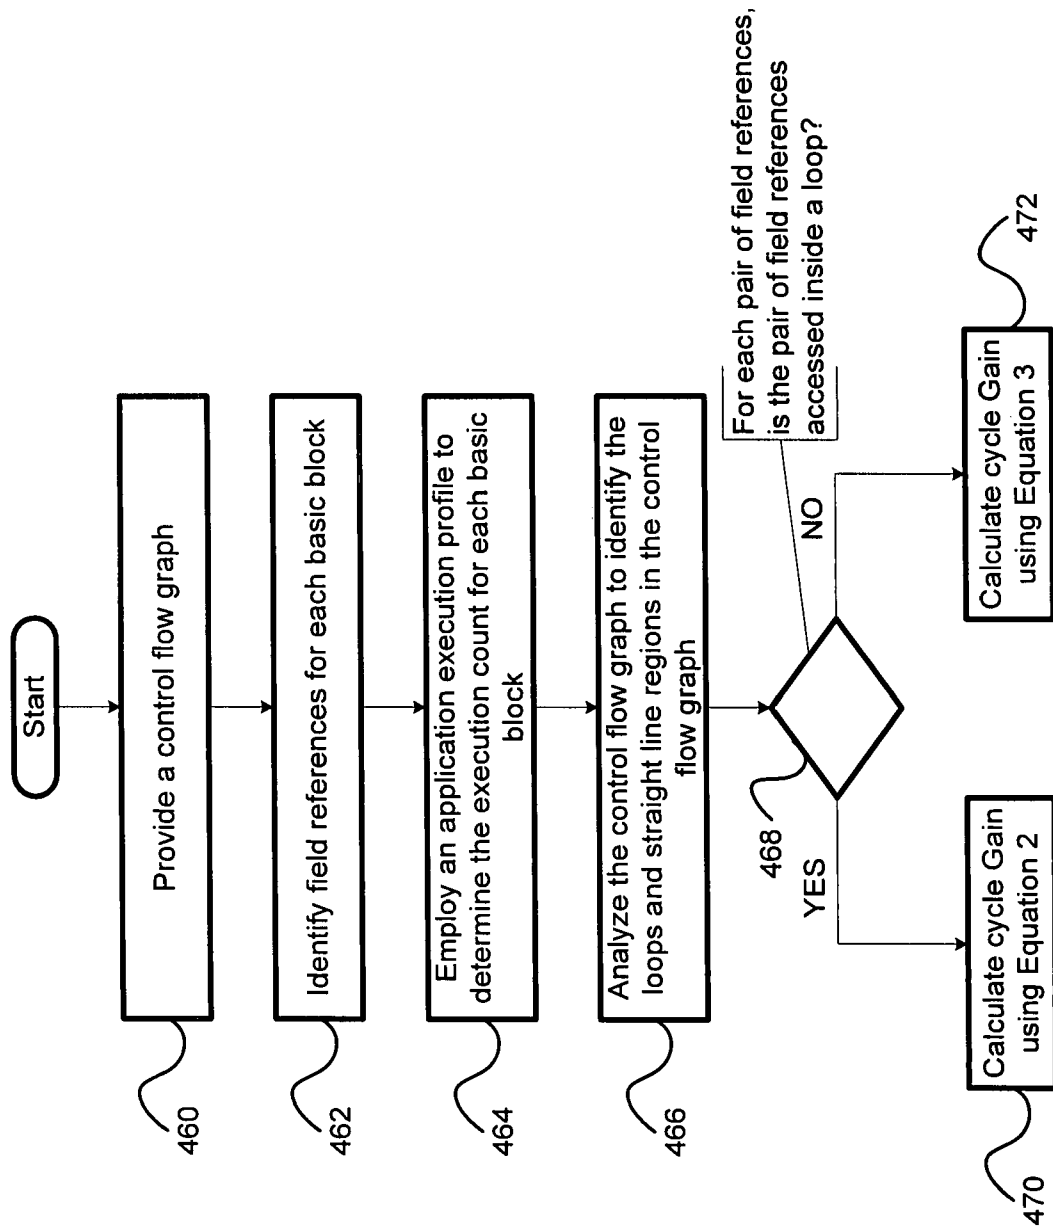 Start
Provide a control flow graph
460
Identify field references for each basic block
462
Employ an application execution profile to
determine the execution count for each basic
block
464
Analyze the control flow graph to identify the
loops and straight line regions in the control
flow graph
466
For each pair of field references,
is the pair of field references
accessed inside a loop?
468
YES
NO
Calculate cycle Gain
using Equation 2
470
Calculate cycle Gain
using Equation 3
472